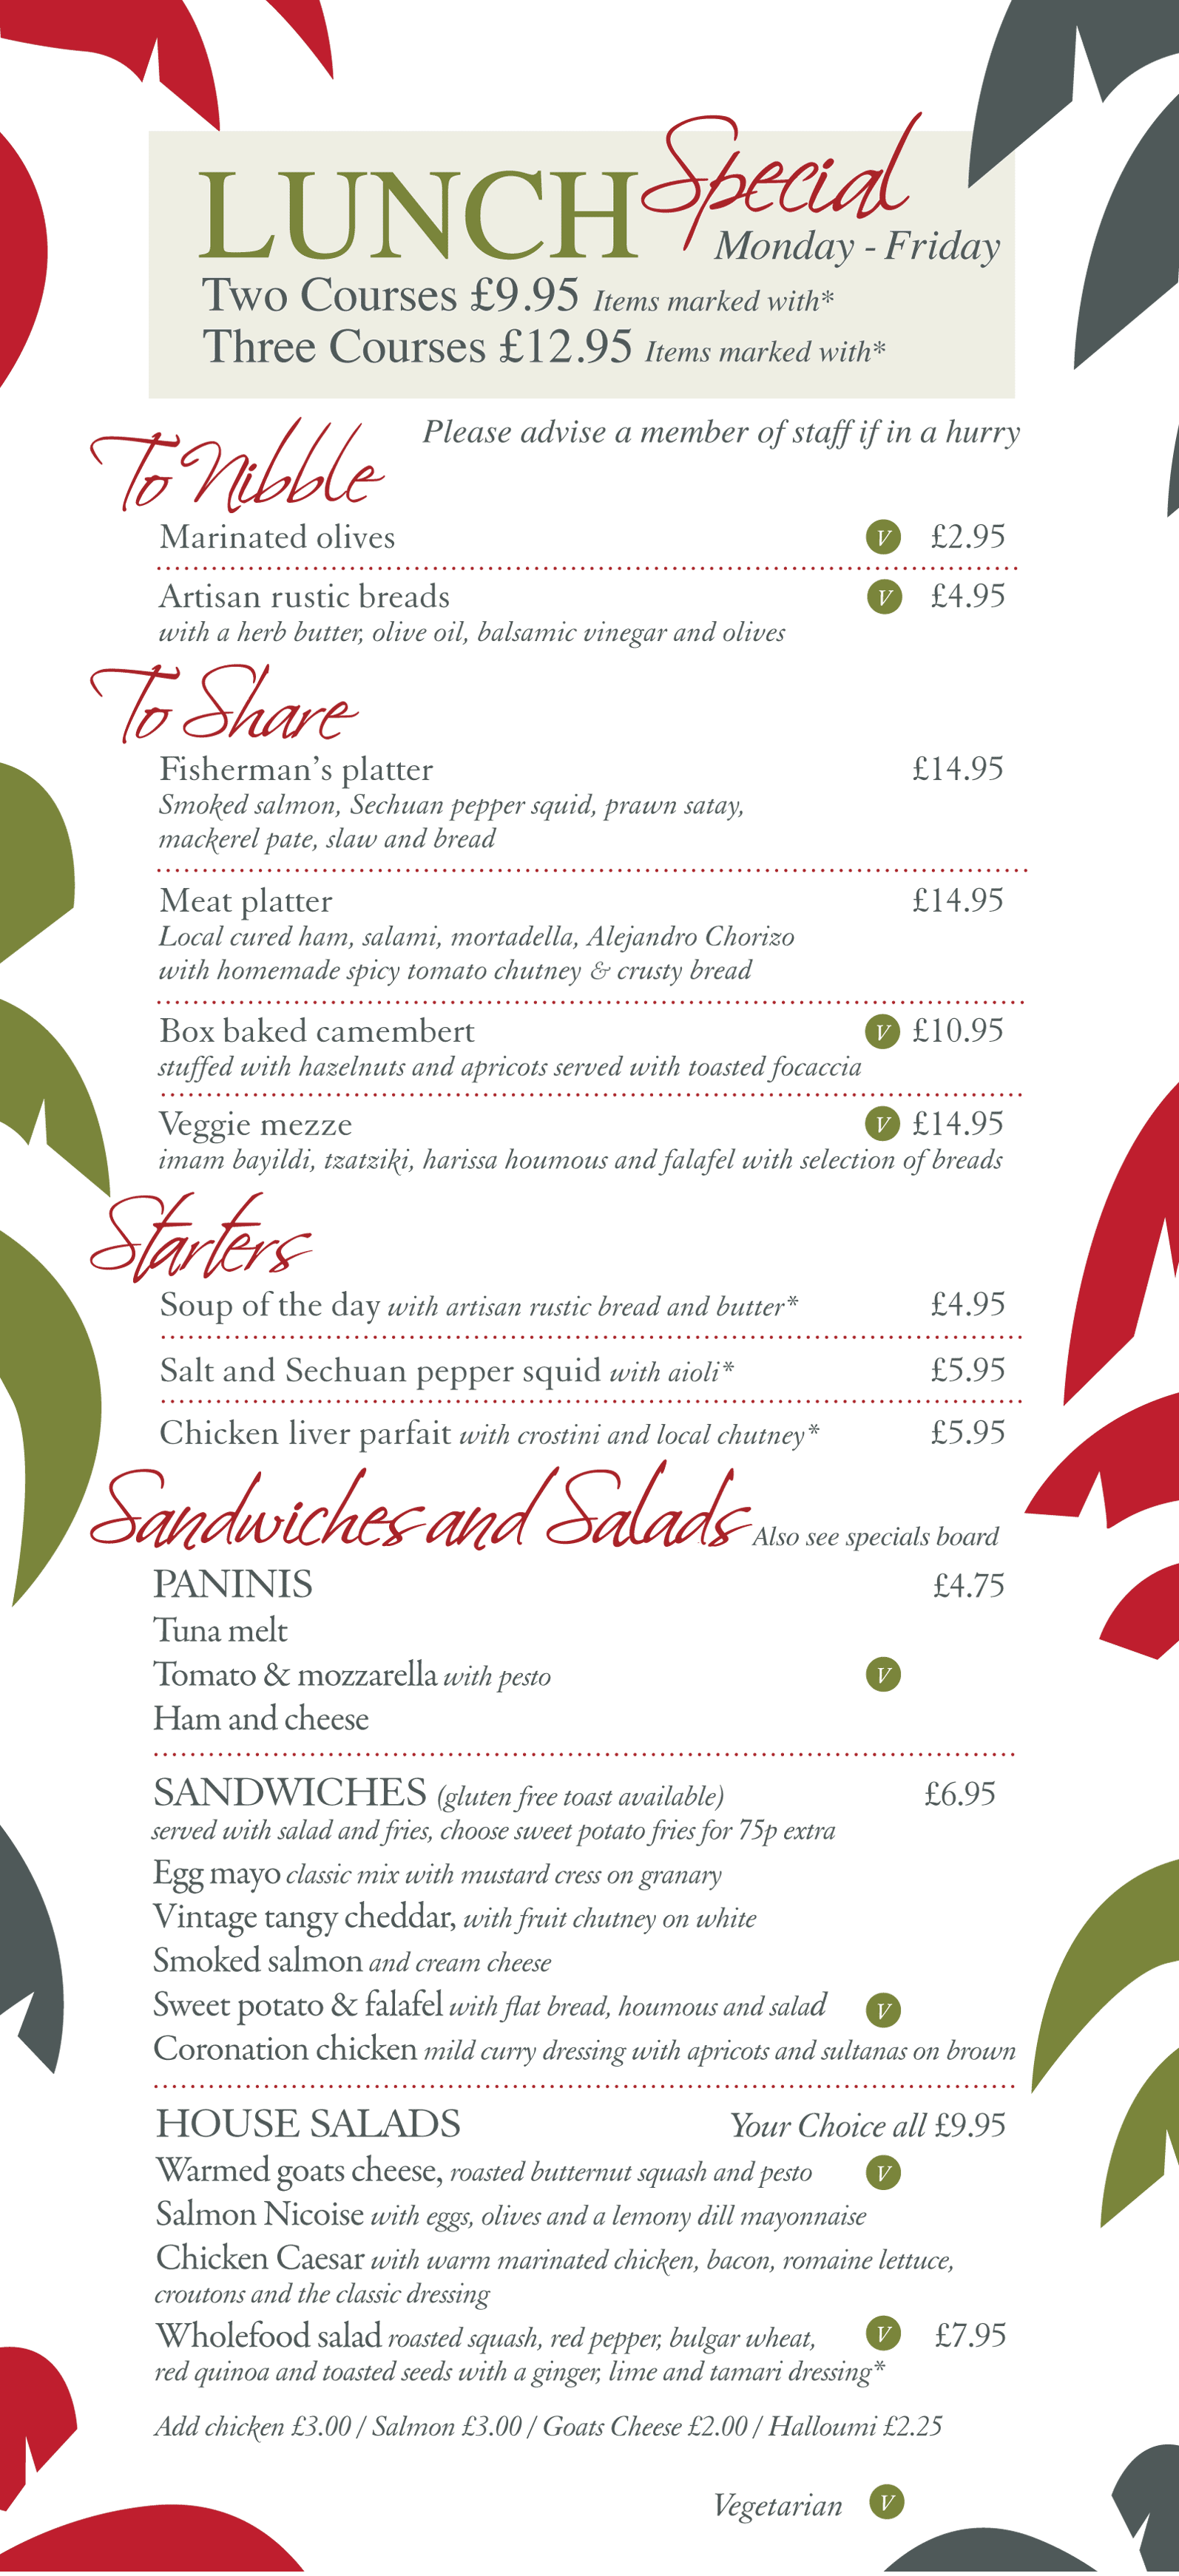 LUNCH Special
Monday - Friday
Two Courses £9.95 Items marked with*
Three Courses £12.95 Items marked with*
Please advise a member of staff if in a hurry
To Nibble
Marinated olives V £2.95
Artisan rustic breads V £4.95
with a herb butter, olive oil, balsamic vinegar and olives
To Share
Fisherman’s platter £14.95
Smoked salmon, Sechuan pepper squid, prawn satay,
mackerel pate, slaw and bread
Meat platter £14.95
Local cured ham, salami, mortadella, Alejandro Chorizo
with homemade spicy tomato chutney & crusty bread
Box baked camembert V £10.95
stuffed with hazelnuts and apricots served with toasted focaccia
Veggie mezze V £14.95
imam bayildi, tzatziki, harissa houmous and falafel with selection of breads
Starters
Soup of the day with artisan rustic bread and butter* £4.95
Salt and Sechuan pepper squid with aioli* £5.95
Chicken liver parfait with crostini and local chutney* £5.95
Sandwiches and Salads Also see specials board
PANINIS £4.75
Tuna melt
Tomato & mozzarella with pesto V
Ham and cheese
SANDWICHES (gluten free toast available) £6.95
served with salad and fries, choose sweet potato fries for 75p extra
Egg mayo classic mix with mustard cress on granary
Vintage tangy cheddar, with fruit chutney on white
Smoked salmon and cream cheese
Sweet potato & falafel with flat bread, houmous and salad V
Coronation chicken mild curry dressing with apricots and sultanas on brown
HOUSE SALADS Your Choice all £9.95
Warmed goats cheese, roasted butternut squash and pesto V
Salmon Nicoise with eggs, olives and a lemony dill mayonnaise
Chicken Caesar with warm marinated chicken, bacon, romaine lettuce,
croutons and the classic dressing
Wholefood salad roasted squash, red pepper, bulgar wheat, V £7.95
red quinoa and toasted seeds with a ginger, lime and tamari dressing*
Add chicken £3.00 / Salmon £3.00 / Goats Cheese £2.00 / Halloumi £2.25
Vegetarian V